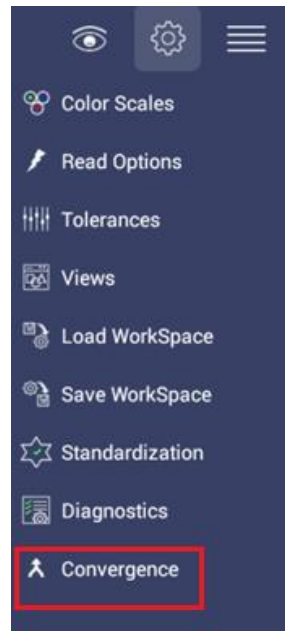 Color Scales
Read Options
Tolerances
Views
Load WorkSpace
Save WorkSpace
Standardization
Diagnostics
Convergence